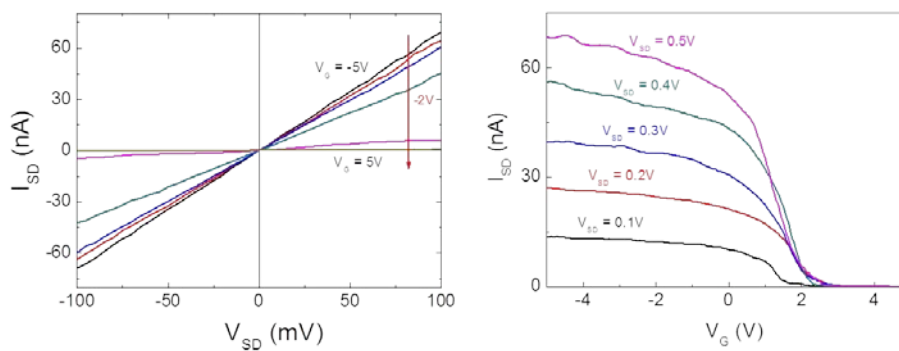 I_SD (nA)
60
30
0
-30
-60
V_G = -5V
-2V
V_G = 5V
-100
-50
0
50
100
V_SD (mV)
I_SD (nA)
60
30
0
V_SD = 0.5V
V_SD = 0.4V
V_SD = 0.3V
V_SD = 0.2V
V_SD = 0.1V
-4
-2
0
2
4
V_G (V)